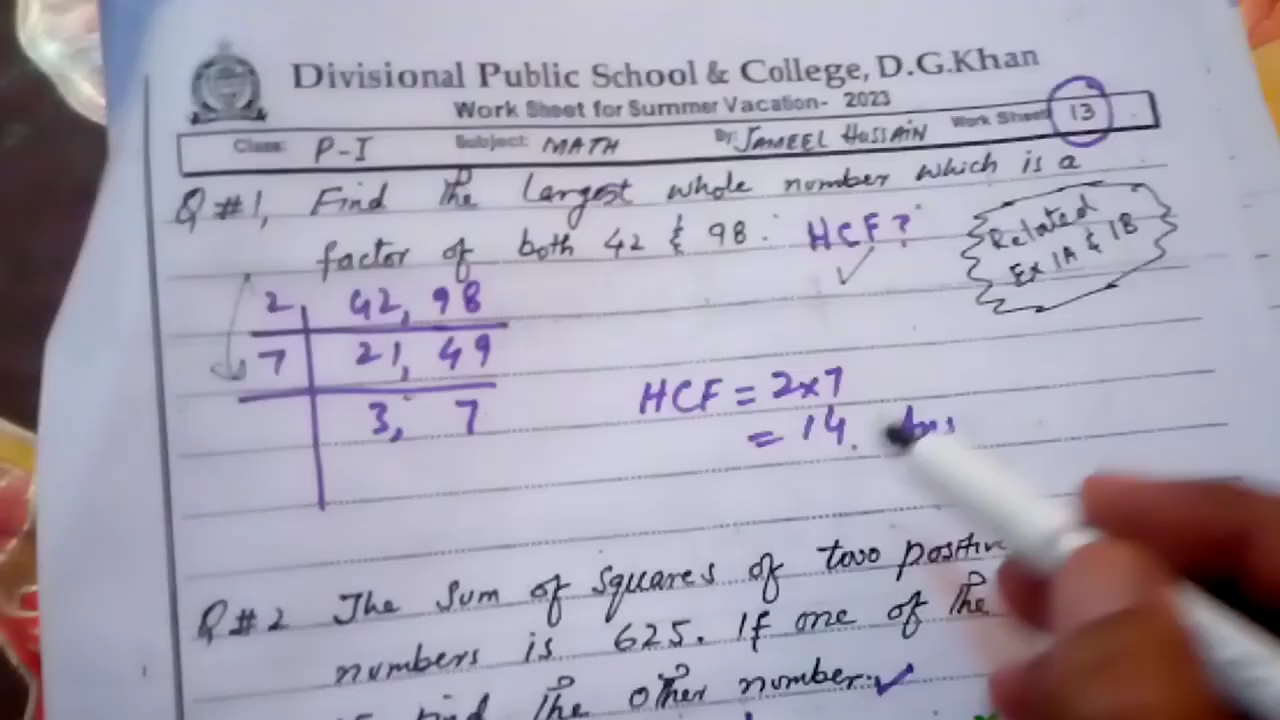 Divisional Public School & College, D.G.Khan
Work Sheet for Summer Vacation- 2023
Class: P-I Subject: MATH By: JAMEEL HUSSAIN Work Sheet 13
Q #1, Find the largest whole number which is a
factor of both 42 & 98. HCF?
Related
Ex 1A & 1B
2 42, 98
7 21, 49
3, 7
HCF = 2x7
= 14. Ans
Q #2 The Sum of squares of two positiv
numbers is 625. If one of the
find the other number.